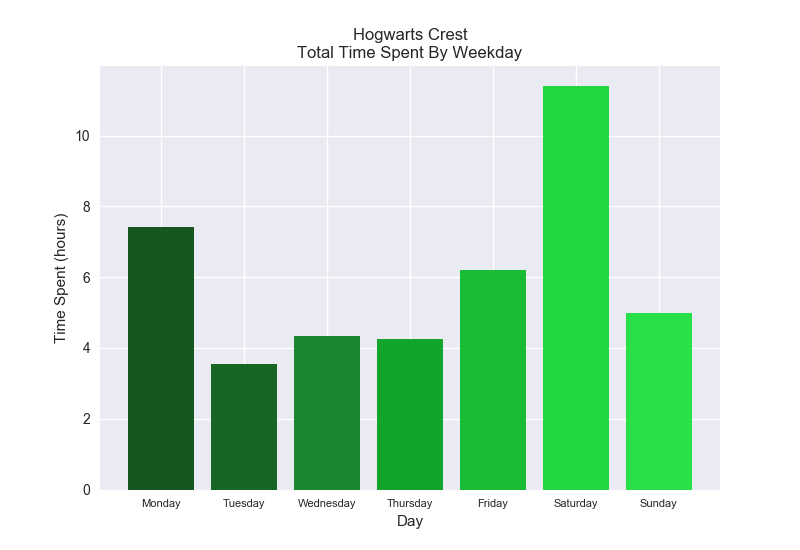 Hogwarts Crest
Total Time Spent By Weekday
Time Spent (hours)
10
8
6
4
2
0
Monday Tuesday Wednesday Thursday Friday Saturday Sunday
Day